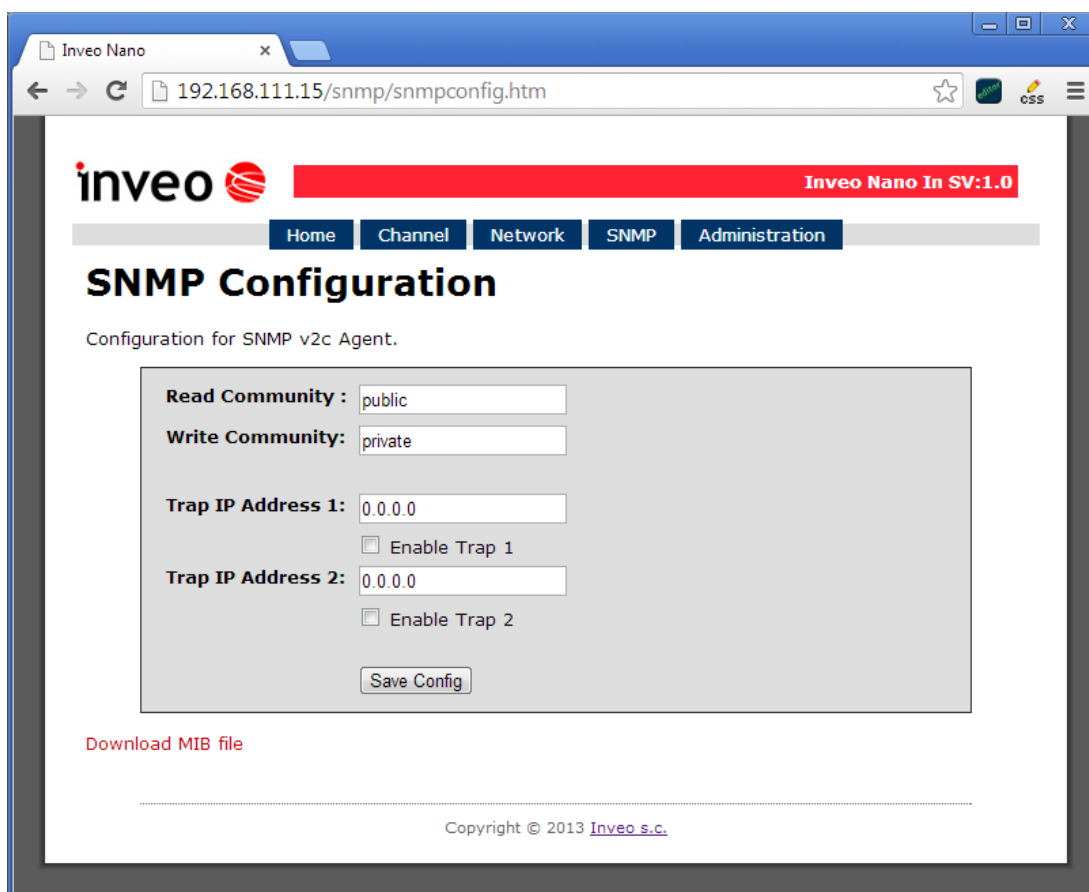 Inveo Nano
192.168.111.15/snmp/snmpconfig.htm
css
inveo
Inveo Nano In SV:1.0
Home Channel Network SNMP Administration
SNMP Configuration
Configuration for SNMP v2c Agent.
Read Community : public
Write Community: private
Trap IP Address 1: 0.0.0.0
Enable Trap 1
Trap IP Address 2: 0.0.0.0
Enable Trap 2
Save Config
Download MIB file
Copyright © 2013 Inveo s.c.